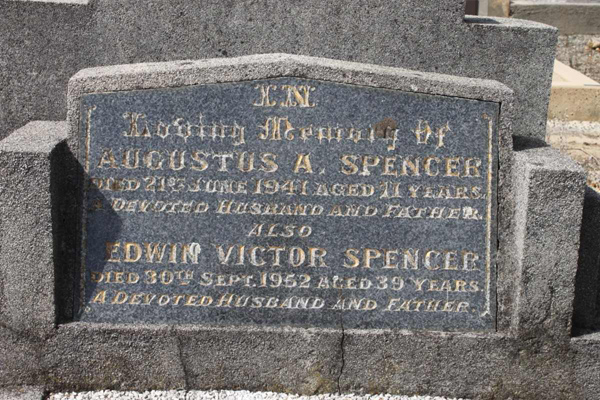 IN
Loving Memory Of
AUGUSTUS A. SPENCER
DIED 21ST JUNE 1941 AGED 71 YEARS.
A DEVOTED HUSBAND AND FATHER.
ALSO
EDWIN VICTOR SPENCER
DIED 30TH SEPT. 1952 AGED 39 YEARS.
A DEVOTED HUSBAND AND FATHER.